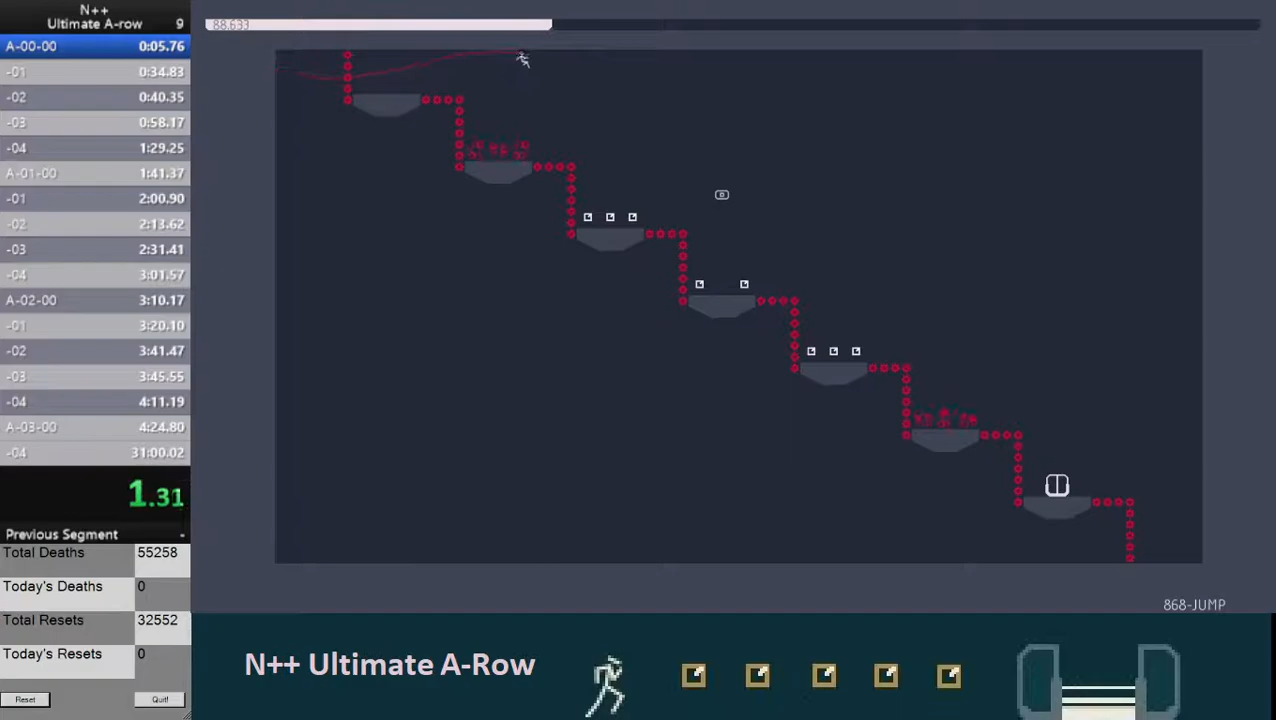 N++
Ultimate A-row 9
A-00-00 0:05.76
-01 0:34.83
-02 0:40.35
-03 0:58.17
-04 1:29.25
A-01-00 1:41.37
-01 2:00.90
-02 2:13.62
-03 2:31.41
-04 3:01.57
A-02-00 3:10.17
-01 3:20.10
-02 3:41.47
-03 3:45.55
-04 4:11.19
A-03-00 4:24.80
-04 31:00.02
1.31
Previous Segment -
Total Deaths 55258
Today's Deaths 0
Total Resets 32552
Today's Resets 0
Reset Quit!
88.633
868-JUMP
N++ Ultimate A-Row